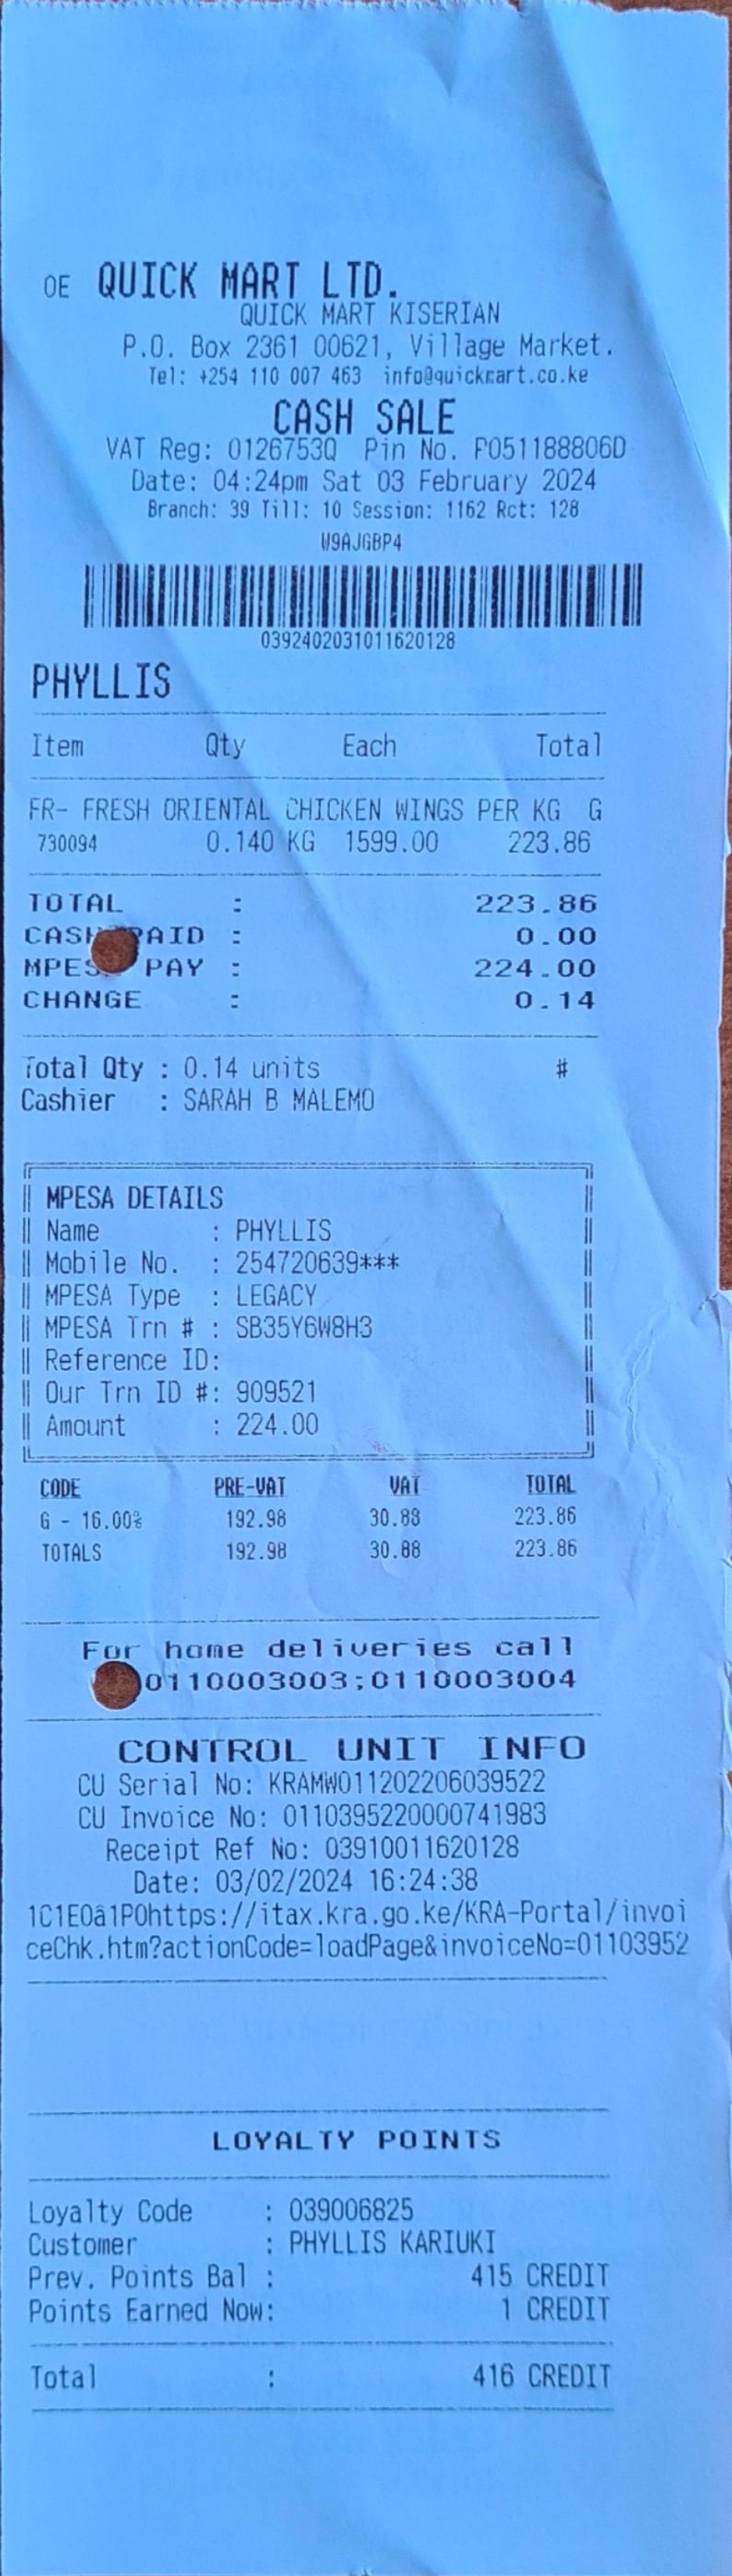 OE QUICK MART LTD.
QUICK MART KISERIAN
P.O. Box 2361 00621, Village Market.
Tel: +254 110 007 463 info@quickmart.co.ke
CASH SALE
VAT Reg: 0126753Q Pin No. P051188806D
Date: 04:24pm Sat 03 February 2024
Branch: 39 Till: 10 Session: 1162 Rct: 128
W9AJGBP4
0392402031011620128
PHYLLIS
Item Qty Each Total
FR- FRESH ORIENTAL CHICKEN WINGS PER KG G
730094 0.140 KG 1599.00 223.86
TOTAL : 223.86
CASH PAID : 0.00
MPESA PAY : 224.00
CHANGE : 0.14
Total Qty : 0.14 units #
Cashier : SARAH B MALEMO
MPESA DETAILS
Name : PHYLLIS
Mobile No. : 254720639***
MPESA Type : LEGACY
MPESA Trn # : SB35Y6W8H3
Reference ID:
Our Trn ID #: 909521
Amount : 224.00
CODE PRE-VAT VAT TOTAL
G - 16.00% 192.98 30.88 223.86
TOTALS 192.98 30.88 223.86
For home deliveries call
0110003003;0110003004
CONTROL UNIT INFO
CU Serial No: KRAMW011202206039522
CU Invoice No: 0110395220000741983
Receipt Ref No: 03910011620128
Date: 03/02/2024 16:24:38
1C1E0â1P0https://itax.kra.go.ke/KRA-Portal/invoi
ceChk.htm?actionCode=loadPage&invoiceNo=01103952
LOYALTY POINTS
Loyalty Code : 039006825
Customer : PHYLLIS KARIUKI
Prev. Points Bal : 415 CREDIT
Points Earned Now: 1 CREDIT
Total : 416 CREDIT